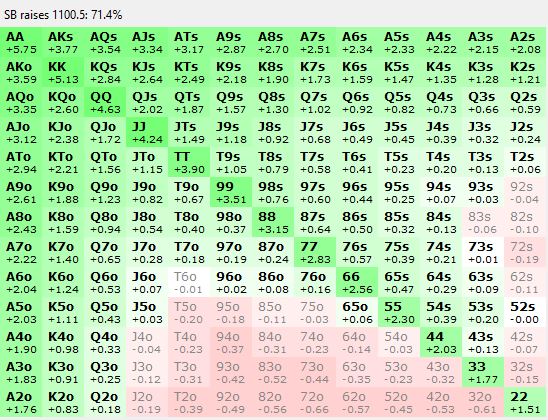 SB raises 1100.5: 71.4%
AA AKs AQs AJs ATs A9s A8s A7s A6s A5s A4s A3s A2s
+5.75 +3.77 +3.54 +3.34 +3.17 +2.87 +2.70 +2.51 +2.34 +2.33 +2.22 +2.15 +2.08
AKo KK KQs KJs KTs K9s K8s K7s K6s K5s K4s K3s K2s
+3.59 +5.13 +2.84 +2.64 +2.49 +2.18 +1.90 +1.73 +1.59 +1.47 +1.35 +1.28 +1.21
AQo KQo QQ QJs QTs Q9s Q8s Q7s Q6s Q5s Q4s Q3s Q2s
+3.35 +2.60 +4.63 +2.02 +1.87 +1.57 +1.30 +1.02 +0.92 +0.82 +0.73 +0.66 +0.59
AJo KJo QJo JJ JTs J9s J8s J7s J6s J5s J4s J3s J2s
+3.12 +2.38 +1.72 +4.24 +1.49 +1.18 +0.92 +0.68 +0.49 +0.45 +0.39 +0.32 +0.24
ATo KTo QTo JTo TT T9s T8s T7s T6s T5s T4s T3s T2s
+2.94 +2.21 +1.56 +1.15 +3.90 +1.05 +0.79 +0.58 +0.41 +0.23 +0.20 +0.13 +0.06
A9o K9o Q9o J9o T9o 99 98s 97s 96s 95s 94s 93s 92s
+2.61 +1.88 +1.23 +0.82 +0.67 +3.51 +0.76 +0.60 +0.44 +0.25 +0.07 +0.03 -0.04
A8o K8o Q8o J8o T8o 98o 88 87s 86s 85s 84s 83s 82s
+2.43 +1.59 +0.94 +0.54 +0.40 +0.37 +3.15 +0.64 +0.50 +0.32 +0.13 -0.06 -0.10
A7o K7o Q7o J7o T7o 97o 87o 77 76s 75s 74s 73s 72s
+2.22 +1.40 +0.65 +0.28 +0.18 +0.19 +0.24 +2.83 +0.57 +0.39 +0.21 +0.01 -0.19
A6o K6o Q6o J6o T6o 96o 86o 76o 66 65s 64s 63s 62s
+2.04 +1.24 +0.53 +0.07 -0.01 +0.02 +0.08 +0.16 +2.56 +0.47 +0.29 +0.09 -0.11
A5o K5o Q5o J5o T5o 95o 85o 75o 65o 55 54s 53s 52s
+2.03 +1.11 +0.43 +0.03 -0.20 -0.18 -0.11 -0.03 +0.06 +2.30 +0.39 +0.20 -0.00
A4o K4o Q4o J4o T4o 94o 84o 74o 64o 54o 44 43s 42s
+1.90 +0.98 +0.33 -0.04 -0.23 -0.37 -0.31 -0.23 -0.14 -0.03 +2.03 +0.13 -0.07
A3o K3o Q3o J3o T3o 93o 83o 73o 63o 53o 43o 33 32s
+1.83 +0.91 +0.25 -0.12 -0.31 -0.42 -0.52 -0.44 -0.35 -0.23 -0.32 +1.77 -0.15
A2o K2o Q2o J2o T2o 92o 82o 72o 62o 52o 42o 32o 22
+1.76 +0.83 +0.18 -0.19 -0.39 -0.49 -0.56 -0.66 -0.57 -0.45 -0.53 -0.61 +1.51